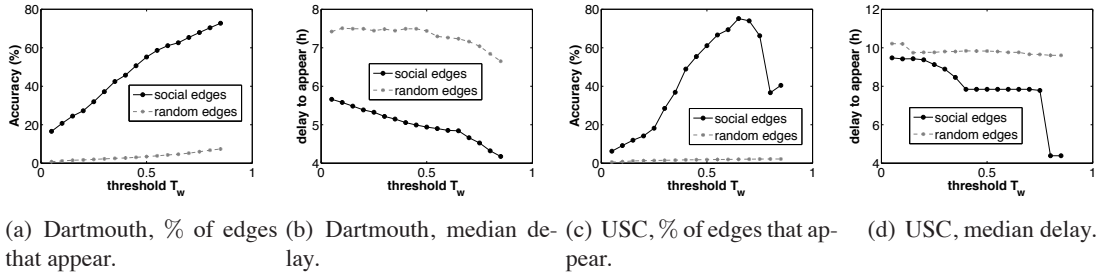 80
60
40
20
0
Accuracy (%)
social edges
random edges
0
0.5
1
threshold T_w
8
7
6
5
4
delay to appear (h)
social edges
random edges
0
0.5
1
threshold T_w
80
60
40
20
0
Accuracy (%)
social edges
random edges
0
0.5
1
threshold T_w
12
10
8
6
4
delay to appear (h)
social edges
random edges
0
0.5
1
threshold T_w
(a) Dartmouth, % of edges
that appear.
(b) Dartmouth, median de-
lay.
(c) USC, % of edges that ap-
pear.
(d) USC, median delay.